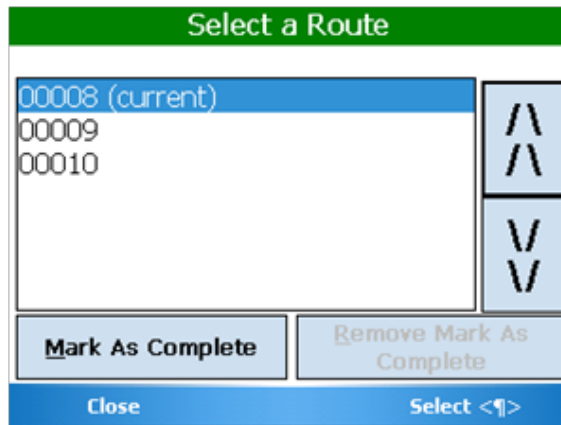 Select a Route
00008 (current)
00009
00010
/\
/\
\/
\/
Mark As Complete
Remove Mark As
Complete
Close
Select <¶>